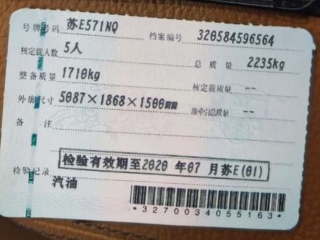 号牌号码 苏E571NQ 档案编号 320584596564
核定载人数 5人 总质量 2235kg
整备质量 1710kg 核定载质量 --
外廓尺寸 5087×1868×1500mm 准牵引总质量 --
备注
检验有效期至2020年07月苏E(01)
检验记录
汽油
*3270034055163*